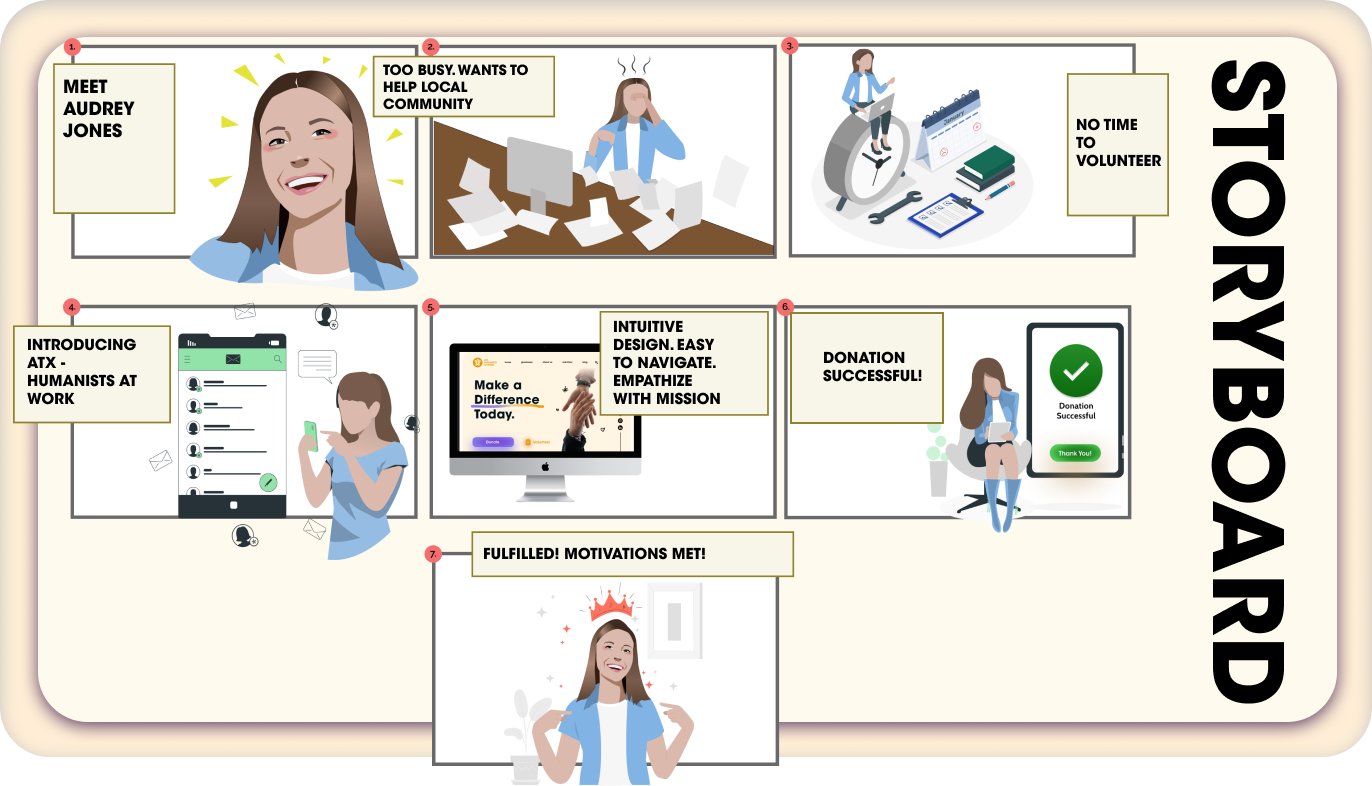 STORYBOARD
1.
MEET
AUDREY
JONES
2.
TOO BUSY. WANTS TO
HELP LOCAL
COMMUNITY
3.
January
NO TIME
TO
VOLUNTEER
4.
INTRODUCING
ATX -
HUMANISTS AT
WORK
5.
Make a
Difference
Today.
Donate
Volunteer
INTUITIVE
DESIGN. EASY
TO NAVIGATE.
EMPATHIZE
WITH MISSION
6.
DONATION
SUCCESSFUL!
Donation
Successful
Thank You!
7.
FULFILLED! MOTIVATIONS MET!